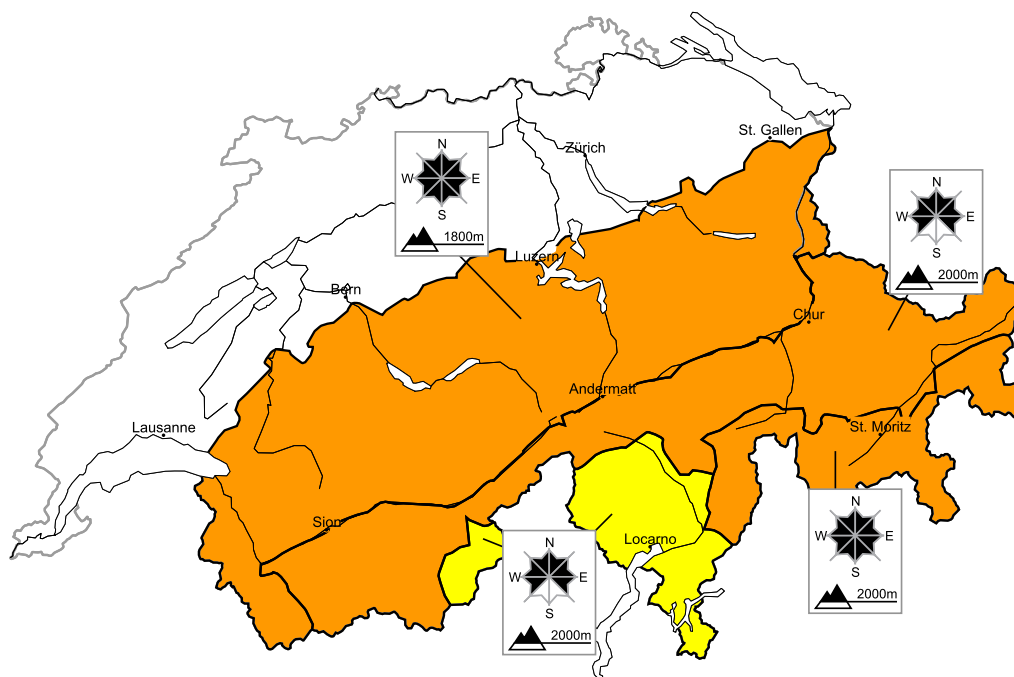 St. Gallen
Zürich
N
W E
S
1800m
N
W E
S
2000m
Luzern
Bern
Chur
Andermatt
Lausanne
St. Moritz
Sion
Locarno
N
W E
S
2000m
N
W E
S
2000m